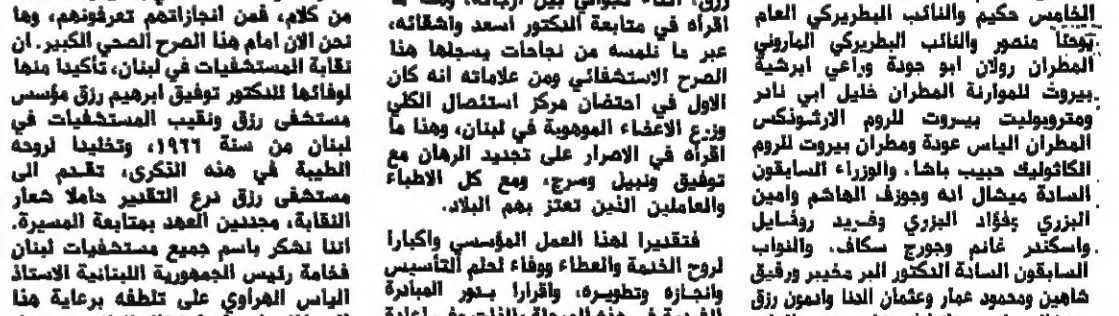 الخامس حكيم والنائب البطريركي العام
يوحنا منصور والنائب البطريركي الماروني
المطران رولان ابو جودة وراعي ابرشية
بيروت للموارنة المطران خليل ابي نادر
ومتروبوليت بيروت للروم الارثوذكس
المطران الياس عودة ومطران بيروت للروم
الكاثوليك حبيب باشا. والوزراء السابقون
السادة ميشال اده وجوزف الهاشم وامين
البزري وفؤاد البزري وفريد روفايل
واسكندر غانم وجورج سكاف. والنواب
السابقون السادة الدكتور البر مخيبر ورفيق
شاهين ومحمود عمار وعثمان الدنا وادمون رزق
اقرأه في متابعة الدكتور اسعد واشقائه،
عبر ما نلمسه من نجاحات يسجلها هذا
الصرح الاستشفائي ومن علاماته انه كان
الاول في احتضان مركز استئصال الكلي
وزرع الاعضاء الموهوبة في لبنان، وهذا ما
اقرأه في الاصرار على تجديد الرهان مع
توفيق ونبيل وسرج، ومع كل الاطباء
والعاملين الذين تعتز بهم البلاد.
فتقديرا لهذا العمل المؤسسي واكبارا
لروح الخدمة والعطاء ووفاء لحلم التأسيس
وانجازه وتطويره، واقرارا بدور المبادرة
من كلام، فمن انجازاتهم تعرفونهم، وها
نحن الان امام هذا الصرح الصحي الكبير. ان
نقابة المستشفيات في لبنان، تأكيدا منها
لوفائها للدكتور توفيق ابرهيم رزق مؤسس
مستشفى رزق ونقيب المستشفيات في
لبنان من سنة ١٩٦٦، وتخليدا لروحه
الطيبة في هذه الذكرى، تقدم الى
مستشفى رزق درع التقدير حاملا شعار
النقابة، مجددين العهد بمتابعة المسيرة.
اننا نشكر باسم جميع مستشفيات لبنان
فخامة رئيس الجمهورية اللبنانية الاستاذ
الياس الهراوي على تلطفه برعاية هذا